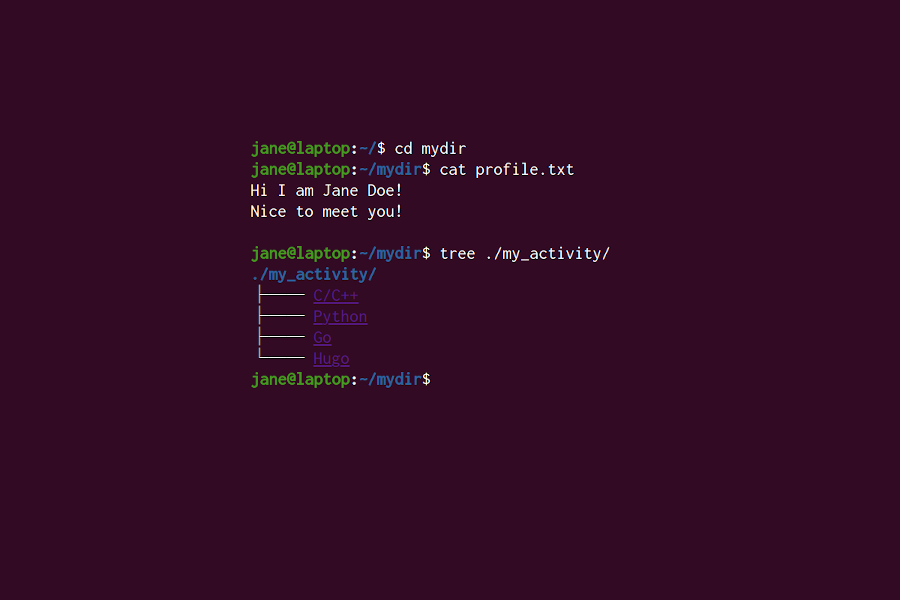 jane@laptop:~/$ cd mydir
jane@laptop:~/mydir$ cat profile.txt
Hi I am Jane Doe!
Nice to meet you!
jane@laptop:~/mydir$ tree ./my_activity/
./my_activity/
├──── C/C++
├──── Python
├──── Go
└──── Hugo
jane@laptop:~/mydir$